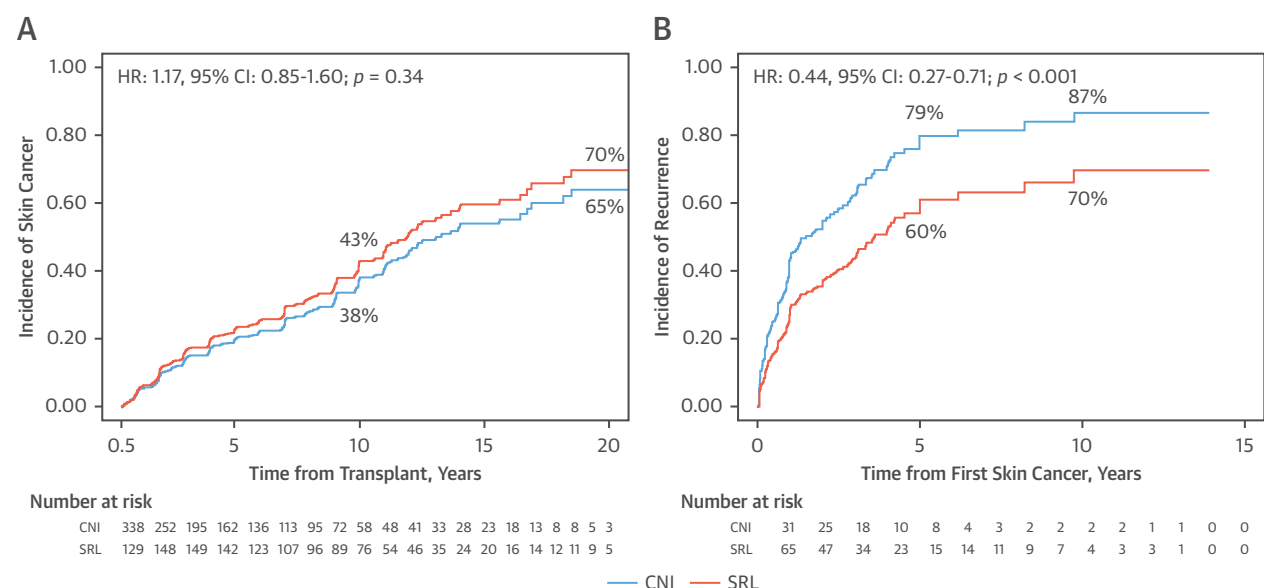 A
HR: 1.17, 95% CI: 0.85-1.60; p = 0.34
Incidence of Skin Cancer
1.00
0.80
0.60
0.40
0.20
0.00
70%
65%
43%
38%
0.5 5 10 15 20
Time from Transplant, Years
Number at risk
CNI 338 252 195 162 136 113 95 72 58 48 41 33 28 23 18 13 8 8 5 3
SRL 129 148 149 142 123 107 96 89 76 54 46 35 24 20 16 14 12 11 9 5
B
HR: 0.44, 95% CI: 0.27-0.71; p < 0.001
Incidence of Recurrence
1.00
0.80
0.60
0.40
0.20
0.00
79%
87%
60%
70%
0 5 10 15
Time from First Skin Cancer, Years
Number at risk
CNI 31 25 18 10 8 4 3 2 2 2 2 1 1 0 0
SRL 65 47 34 23 15 14 11 9 7 4 3 3 1 0 0
CNI SRL